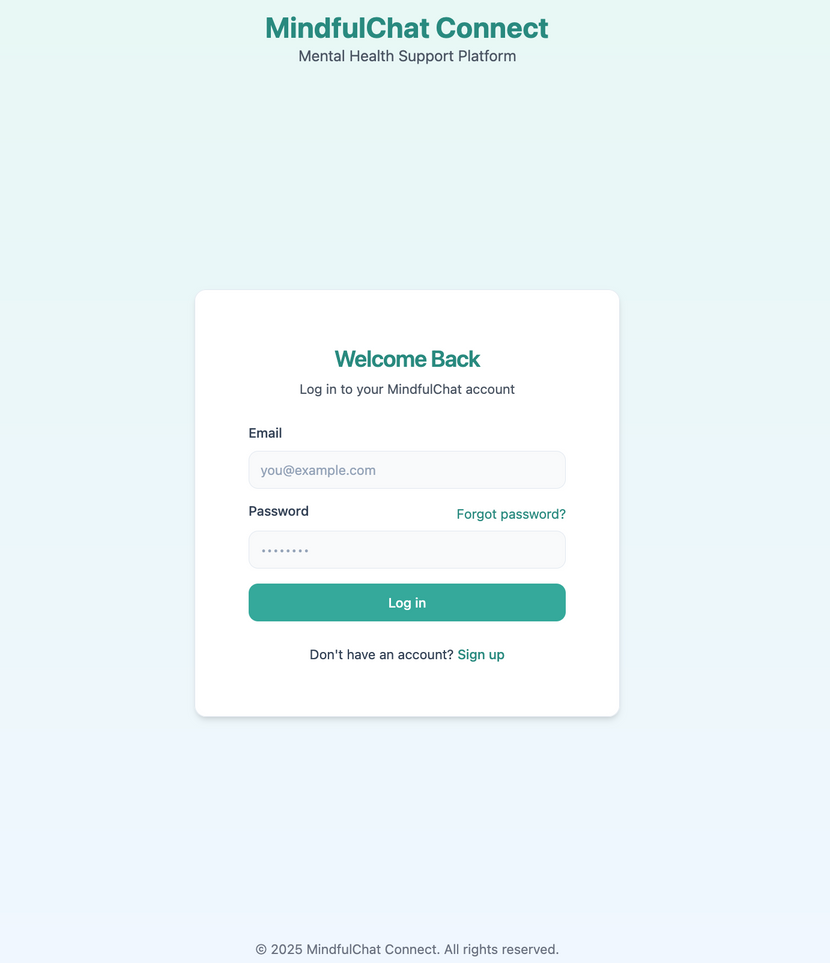 MindfulChat Connect
Mental Health Support Platform
Welcome Back
Log in to your MindfulChat account
Email
you@example.com
Password
Forgot password?
••••••••
Log in
Don't have an account? Sign up
© 2025 MindfulChat Connect. All rights reserved.